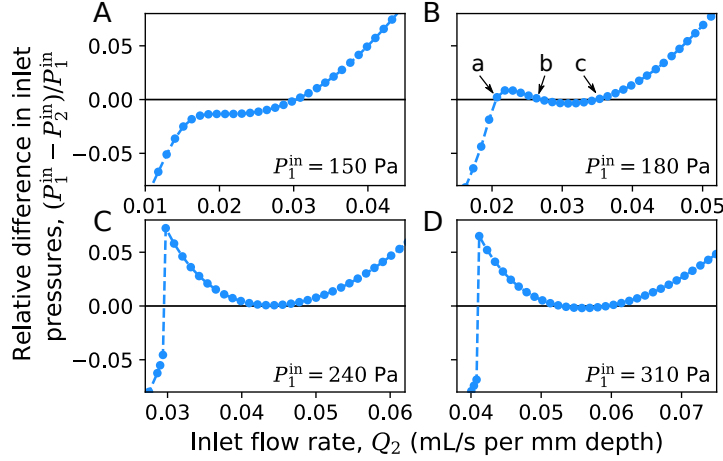 Relative difference in inlet
pressures, (P₁ⁱⁿ − P₂ⁱⁿ)/P₁ⁱⁿ
A
0.05
0.00
−0.05
0.01 0.02 0.03 0.04
P₁ⁱⁿ = 150 Pa
B
a b c
0.02 0.03 0.04 0.05
P₁ⁱⁿ = 180 Pa
C
0.05
0.00
−0.05
0.03 0.04 0.05 0.06
P₁ⁱⁿ = 240 Pa
D
0.04 0.05 0.06 0.07
P₁ⁱⁿ = 310 Pa
Inlet flow rate, Q₂ (mL/s per mm depth)